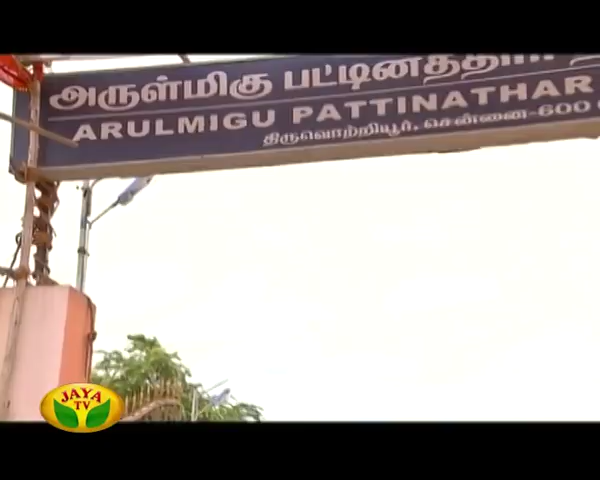 அருள்மிகு பட்டினத்தார்
ARULMIGU PATTINATHAR
திருவொற்றியூர், சென்னை-600
JAYA
TV